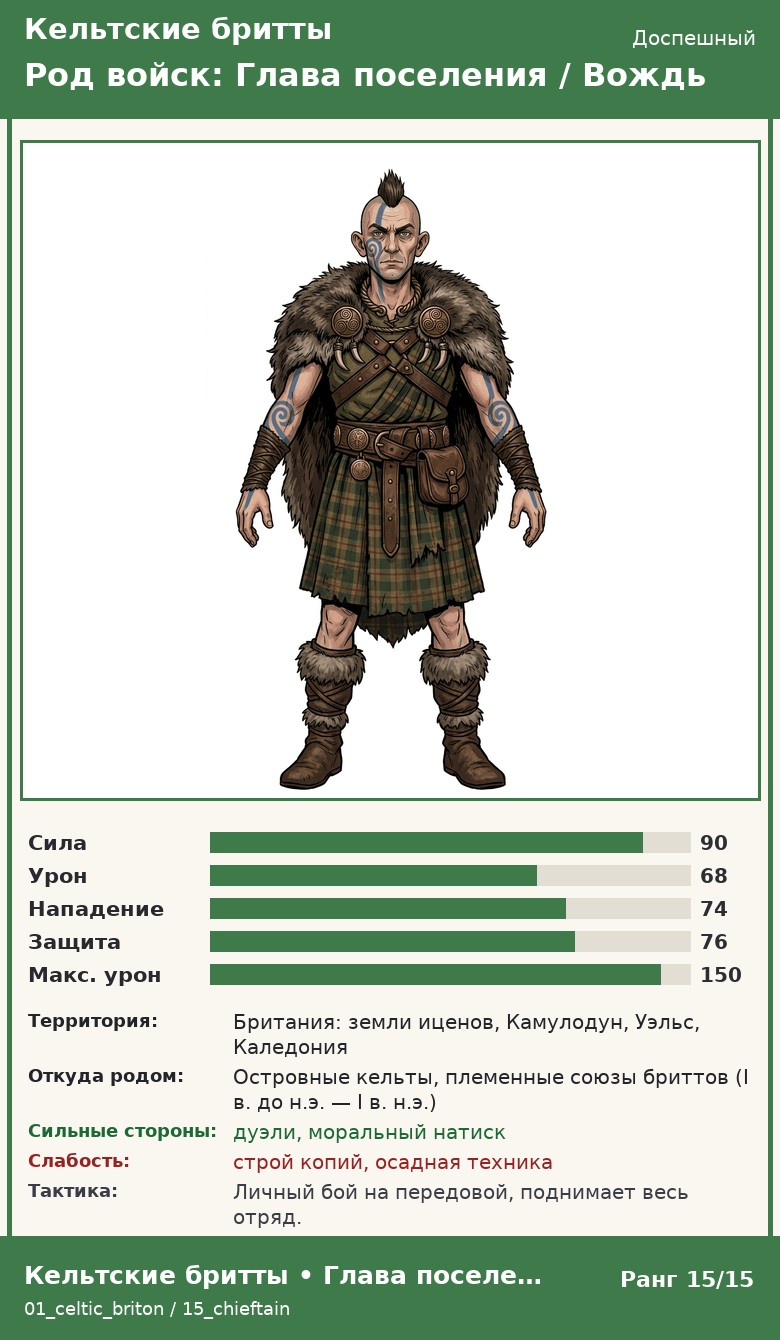 Кельтские бритты
Доспешный
Род войск: Глава поселения / Вождь
Сила 90
Урон 68
Нападение 74
Защита 76
Макс. урон 150
Территория: Британия: земли иценов, Камулодун, Уэльс,
Каледония
Откуда родом: Островные кельты, племенные союзы бриттов (I
в. до н.э. — I в. н.э.)
Сильные стороны: дуэли, моральный натиск
Слабость: строй копий, осадная техника
Тактика: Личный бой на передовой, поднимает весь
отряд.
Кельтские бритты • Глава поселе…
Ранг 15/15
01_celtic_briton / 15_chieftain